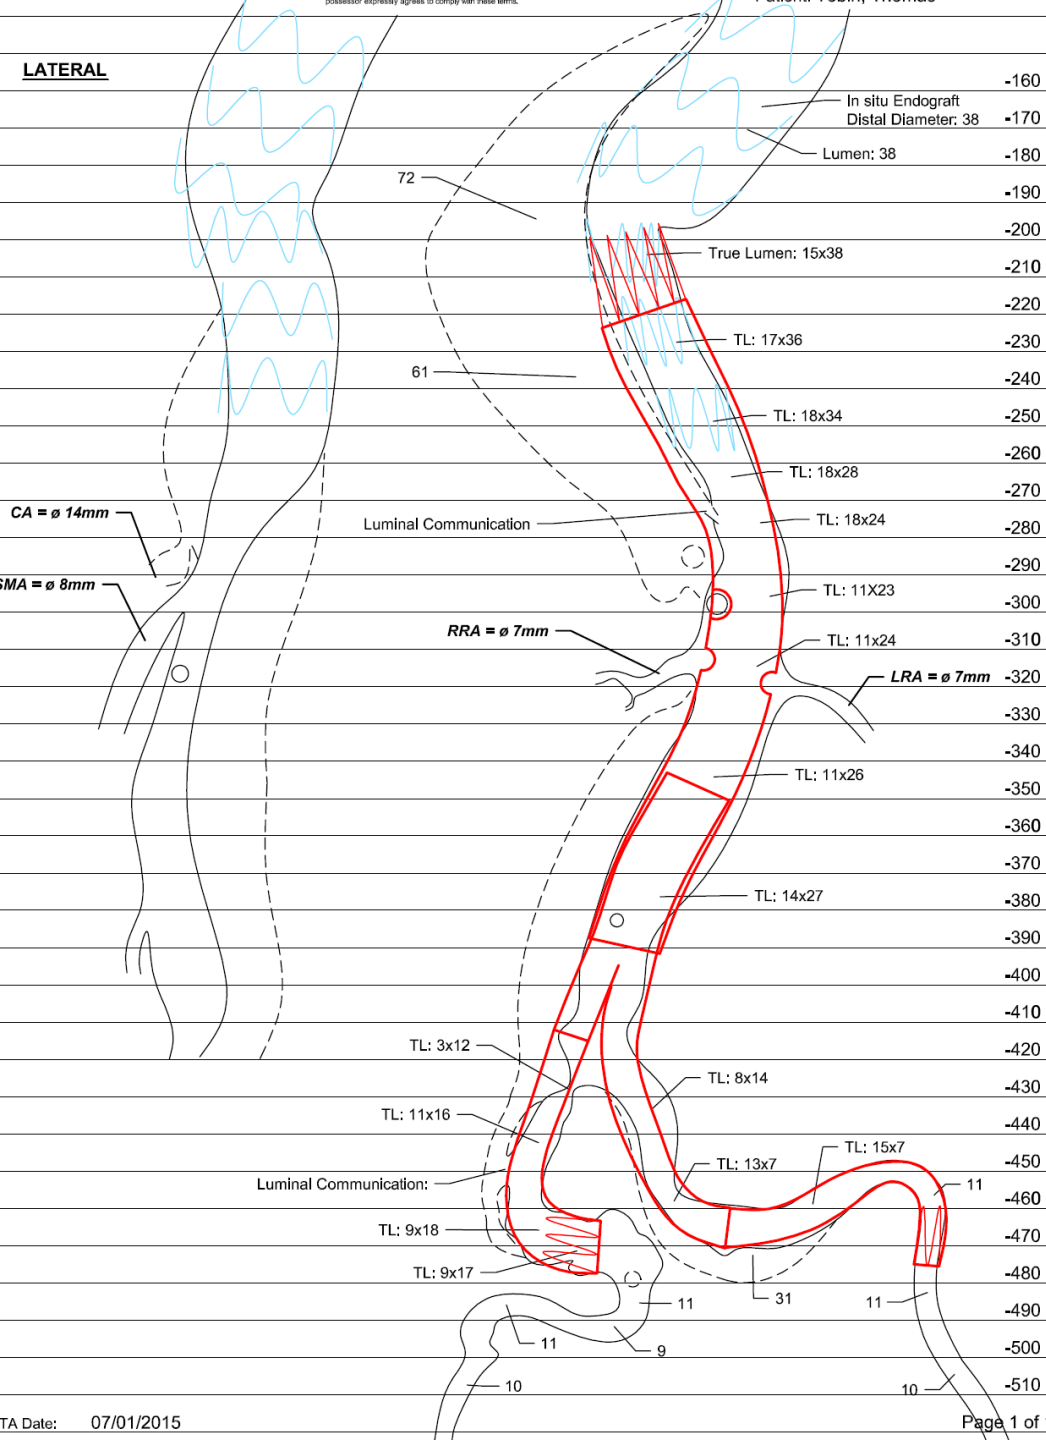 possessor expressly agrees to comply with these terms.
LATERAL
-160
In situ Endograft
Distal Diameter: 38
-170
Lumen: 38
-180
72
-190
-200
True Lumen: 15x38
-210
-220
TL: 17x36
-230
61
-240
TL: 18x34
-250
-260
TL: 18x28
-270
CA = ø 14mm
Luminal Communication
TL: 18x24
-280
-290
SMA = ø 8mm
TL: 11X23
-300
RRA = ø 7mm
TL: 11x24
-310
LRA = ø 7mm
-320
-330
-340
TL: 11x26
-350
-360
-370
TL: 14x27
-380
-390
-400
-410
TL: 3x12
-420
TL: 8x14
-430
TL: 11x16
-440
TL: 15x7
-450
TL: 13x7
Luminal Communication:
11
-460
TL: 9x18
-470
TL: 9x17
-480
31
11
11
-490
11
9
-500
10
10
-510
TA Date: 07/01/2015
Page 1 of